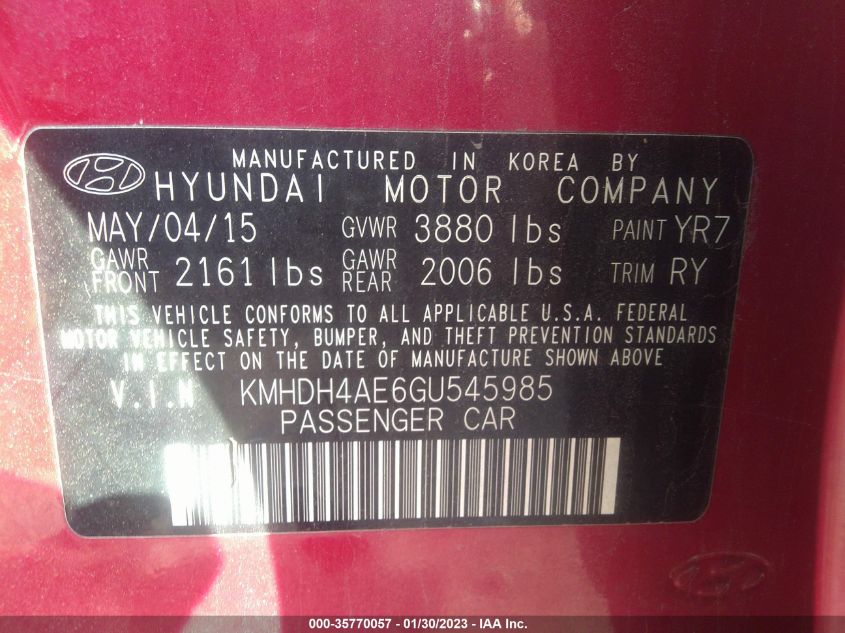 MANUFACTURED IN KOREA BY
HYUNDAI MOTOR COMPANY
MAY/04/15 GVWR 3880 lbs PAINT YR7
GAWR FRONT 2161 lbs GAWR REAR 2006 lbs TRIM RY
THIS VEHICLE CONFORMS TO ALL APPLICABLE U.S.A. FEDERAL
MOTOR VEHICLE SAFETY, BUMPER, AND THEFT PREVENTION STANDARDS
IN EFFECT ON THE DATE OF MANUFACTURE SHOWN ABOVE
V.I.N KMHDH4AE6GU545985
PASSENGER CAR
000-35770057 - 01/30/2023 - IAA Inc.